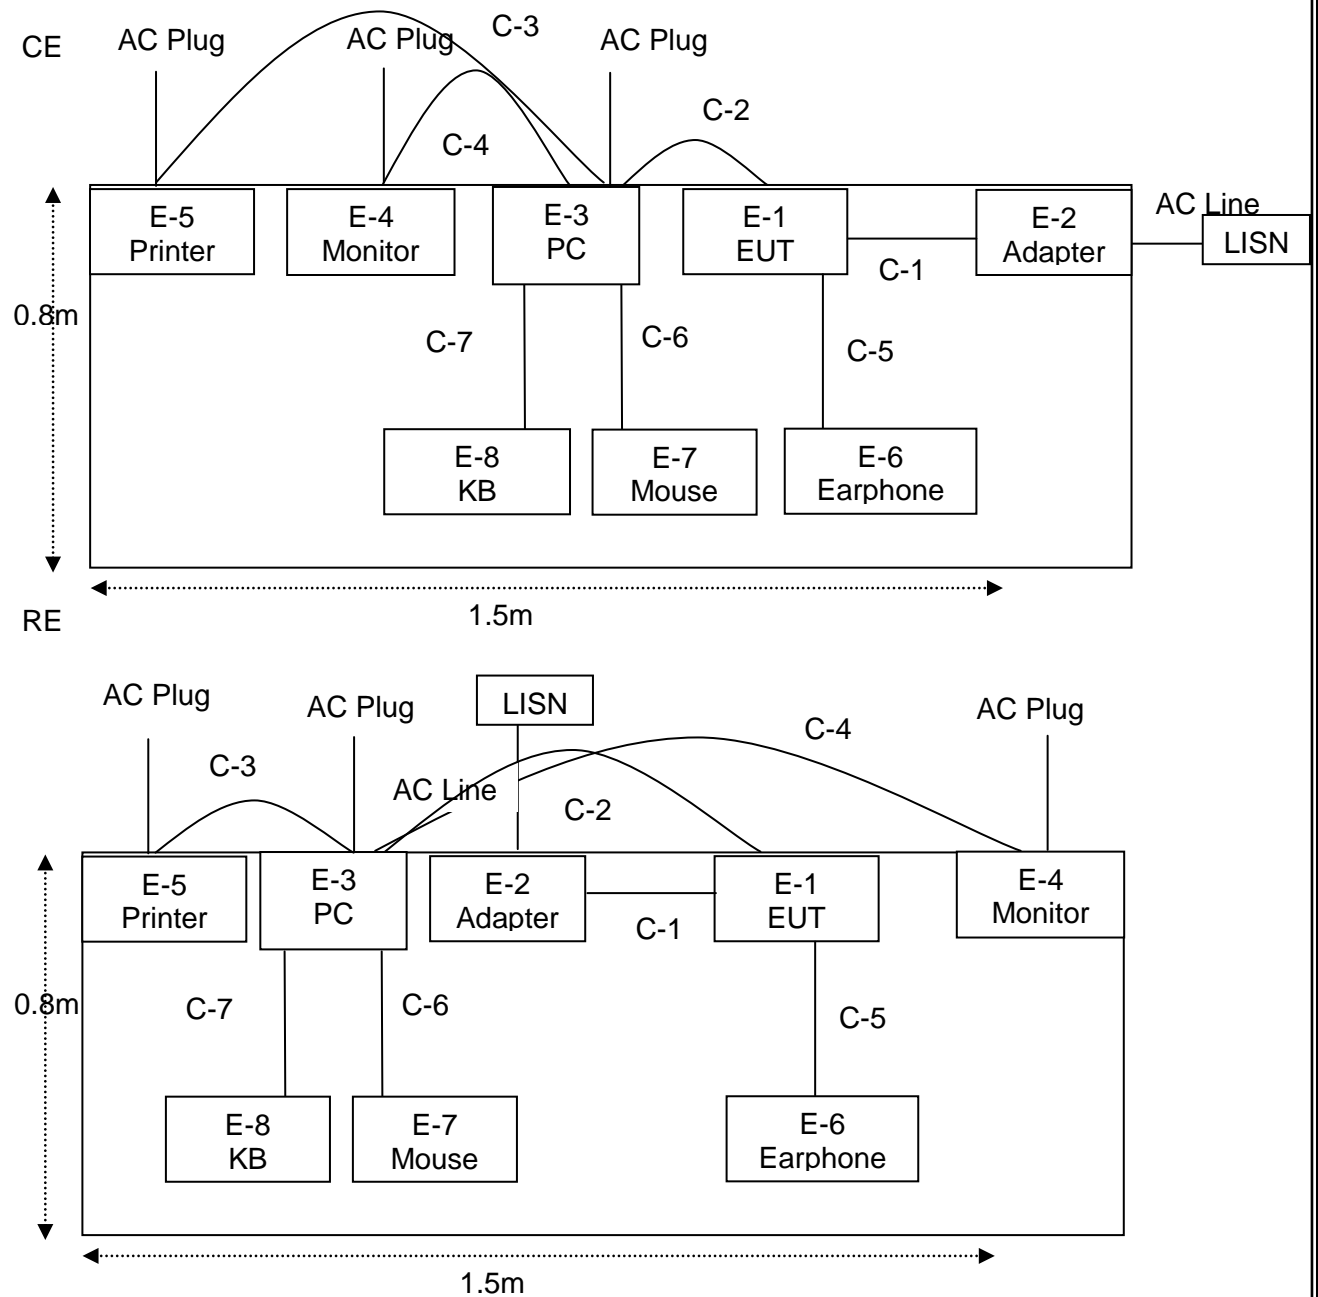 CE
AC Plug
AC Plug
C-3
AC Plug
C-2
C-4
E-5
Printer
E-4
Monitor
E-3
PC
E-1
EUT
E-2
Adapter
AC Line
LISN
C-1
0.8m
C-7
C-6
C-5
E-8
KB
E-7
Mouse
E-6
Earphone
1.5m
RE
AC Plug
AC Plug
LISN
C-4
AC Plug
C-3
AC Line
C-2
E-5
Printer
E-3
PC
E-2
Adapter
E-1
EUT
E-4
Monitor
C-1
0.8m
C-7
C-6
C-5
E-8
KB
E-7
Mouse
E-6
Earphone
1.5m